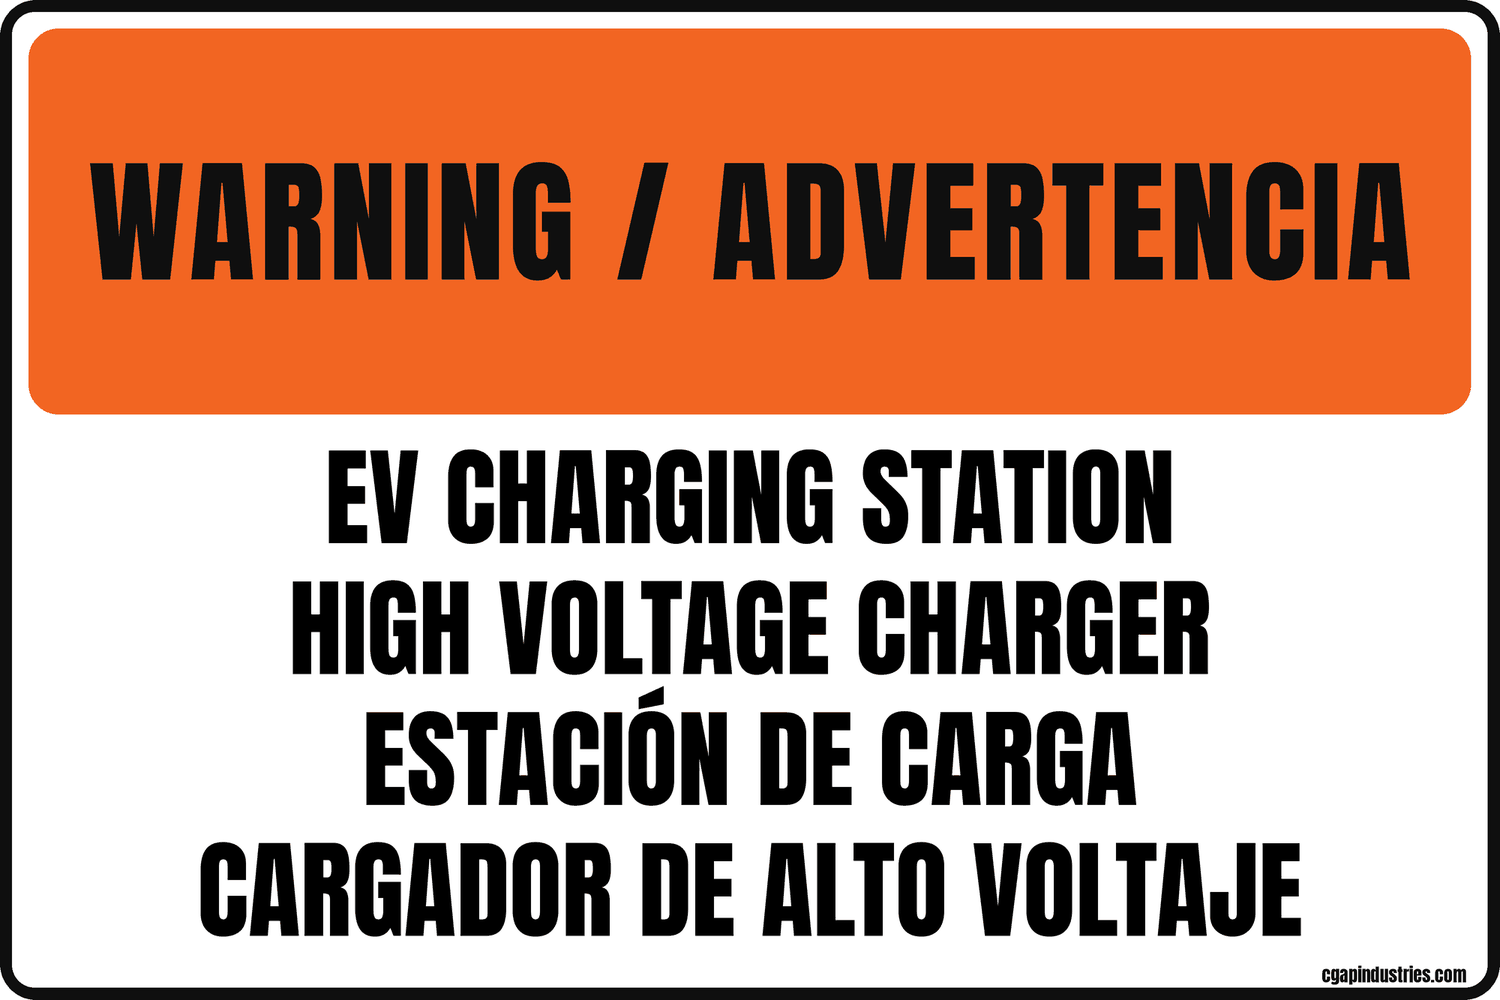 WARNING / ADVERTENCIA
EV CHARGING STATION
HIGH VOLTAGE CHARGER
ESTACIÓN DE CARGA
CARGADOR DE ALTO VOLTAJE
cgapindustries.com